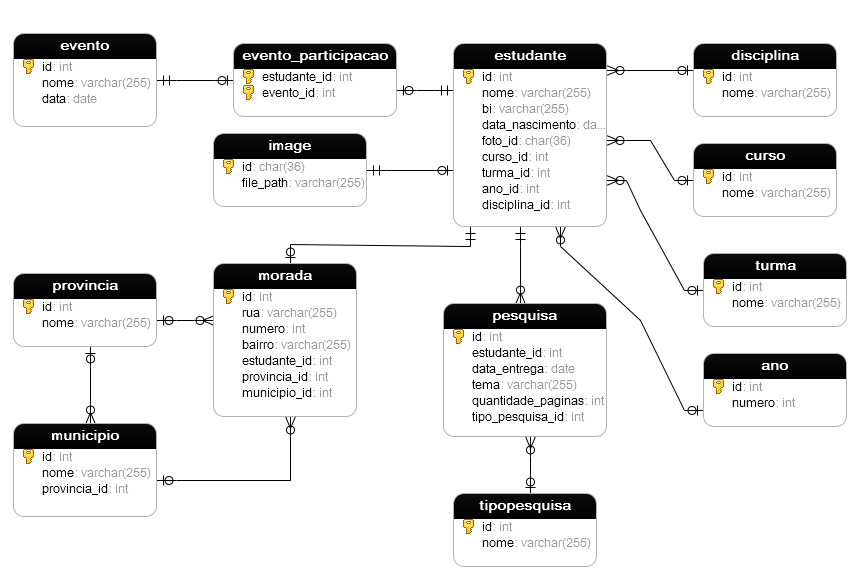 evento
id: int
nome: varchar(255)
data: date
evento_participacao
estudante_id: int
evento_id: int
estudante
id: int
nome: varchar(255)
bi: varchar(255)
data_nascimento: da...
foto_id: char(36)
curso_id: int
turma_id: int
ano_id: int
disciplina_id: int
disciplina
id: int
nome: varchar(255)
image
id: char(36)
file_path: varchar(255)
curso
id: int
nome: varchar(255)
turma
id: int
nome: varchar(255)
provincia
id: int
nome: varchar(255)
morada
id: int
rua: varchar(255)
numero: int
bairro: varchar(255)
estudante_id: int
provincia_id: int
municipio_id: int
pesquisa
id: int
estudante_id: int
data_entrega: date
tema: varchar(255)
quantidade_paginas: int
tipo_pesquisa_id: int
ano
id: int
numero: int
municipio
id: int
nome: varchar(255)
provincia_id: int
tipopesquisa
id: int
nome: varchar(255)